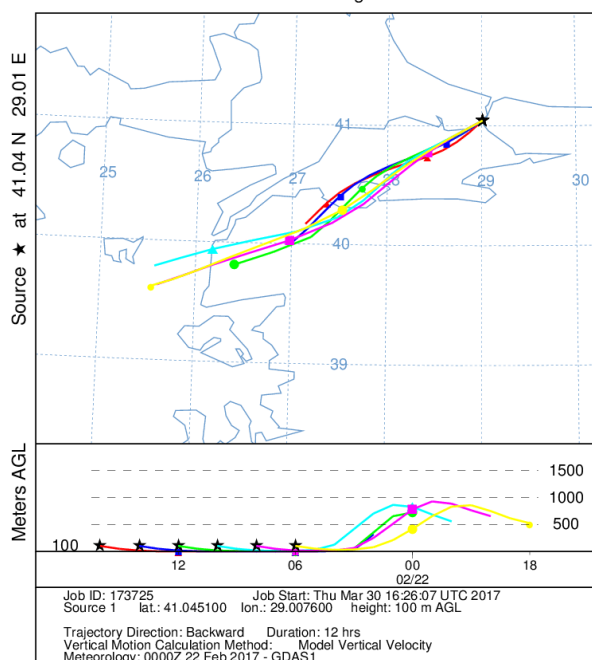 Source ★ at 41.04 N 29.01 E
41
25
26
27
28
29
30
40
39
Meters AGL
1500
1000
500
100
12
06
00
18
02/22
Job ID: 173725 Job Start: Thu Mar 30 16:26:07 UTC 2017
Source 1 lat.: 41.045100 lon.: 29.007600 height: 100 m AGL
Trajectory Direction: Backward Duration: 12 hrs
Vertical Motion Calculation Method: Model Vertical Velocity
Meteorology: 0000Z 22 Feb 2017 - GDAS1